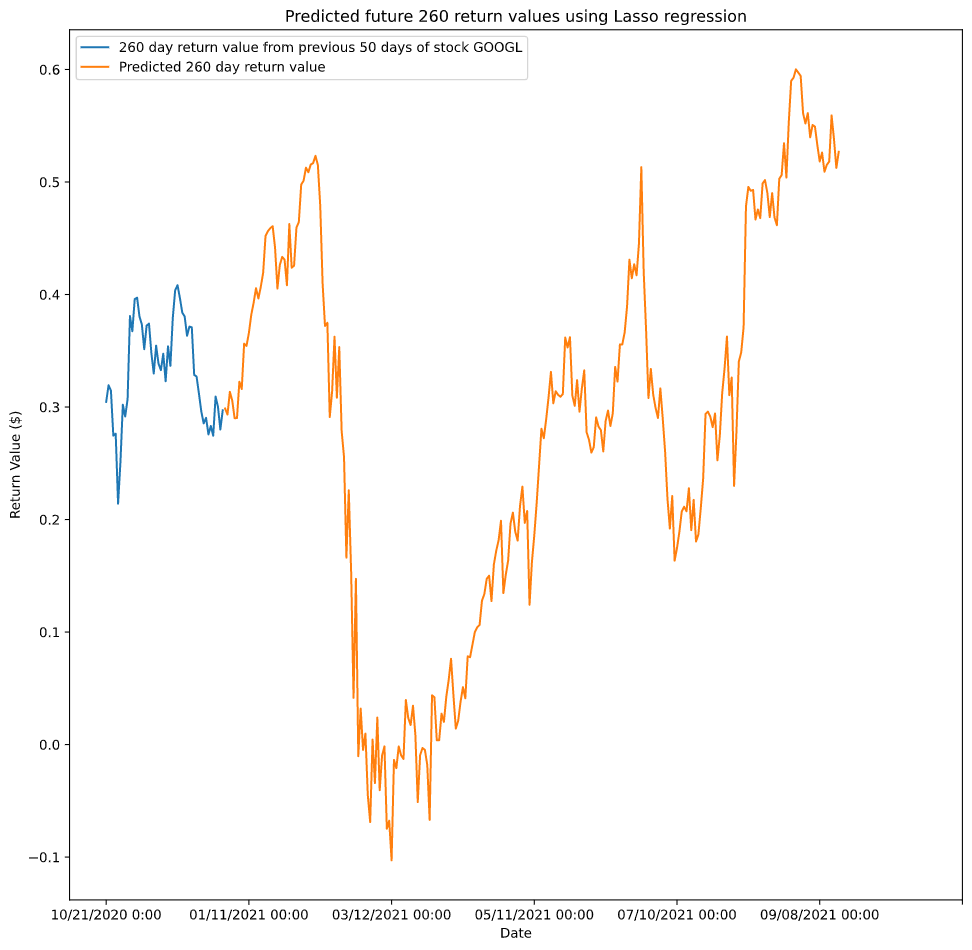 Predicted future 260 return values using Lasso regression
260 day return value from previous 50 days of stock GOOGL
Predicted 260 day return value
Return Value ($)
0.6
0.5
0.4
0.3
0.2
0.1
0.0
−0.1
10/21/2020 0:00 01/11/2021 00:00 03/12/2021 00:00 05/11/2021 00:00 07/10/2021 00:00 09/08/2021 00:00
Date